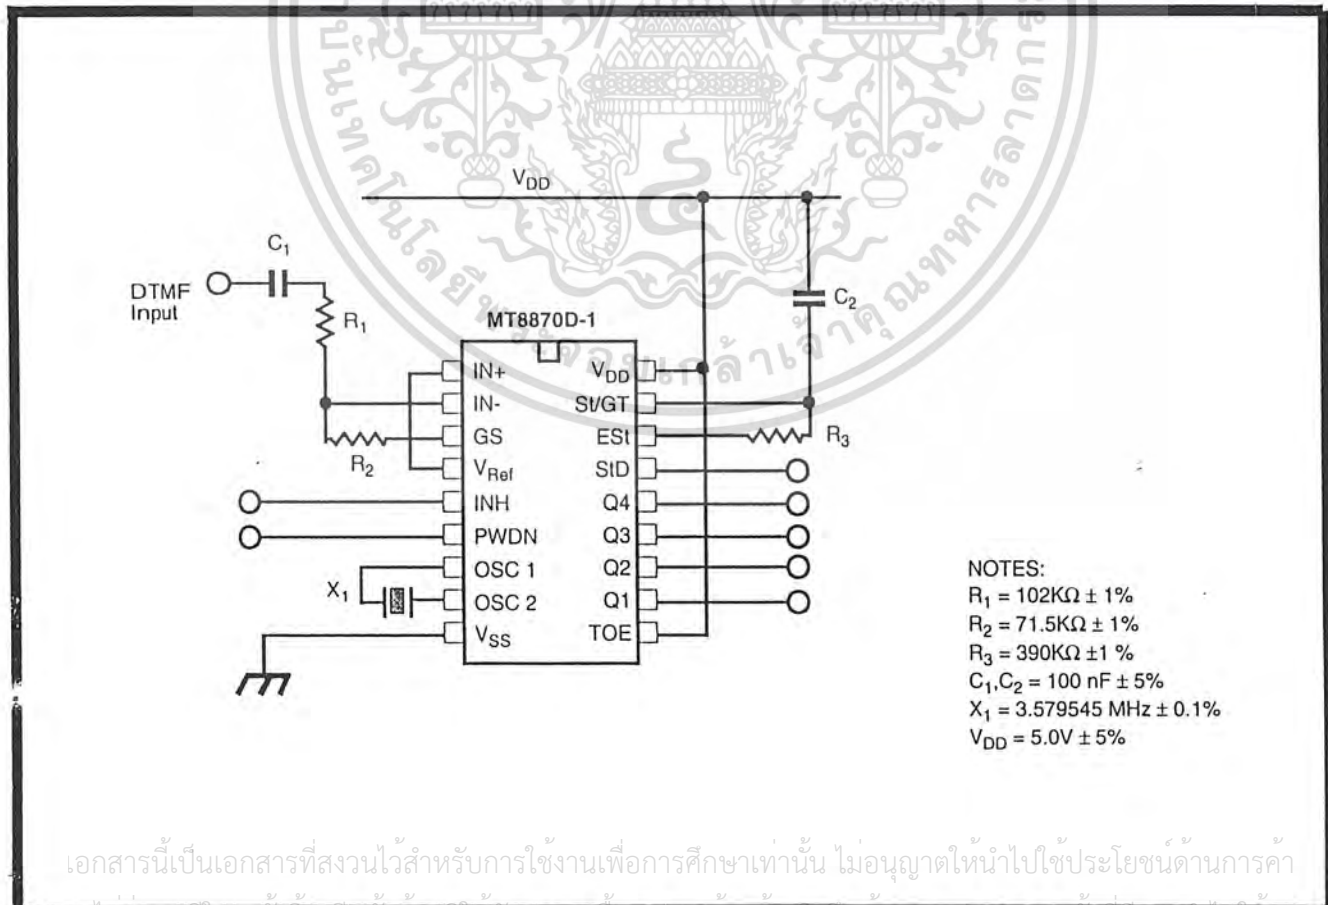 V_DD
C₁
DTMF
Input
R₁
C₂
MT8870D-1
IN+
V_DD
IN-
St/GT
GS
ESt
R₂
R₃
V_Ref
StD
INH
Q4
PWDN
Q3
OSC 1
Q2
X₁
OSC 2
Q1
V_SS
TOE
NOTES:
R₁ = 102KΩ ± 1%
R₂ = 71.5KΩ ± 1%
R₃ = 390KΩ ±1 %
C₁,C₂ = 100 nF ± 5%
X₁ = 3.579545 MHz ± 0.1%
V_DD = 5.0V ± 5%
เอกสารนี้เป็นเอกสารที่สงวนไว้สำหรับการใช้งานเพื่อการศึกษาเท่านั้น ไม่อนุญาตให้นำไปใช้ประโยชน์ด้านการค้า